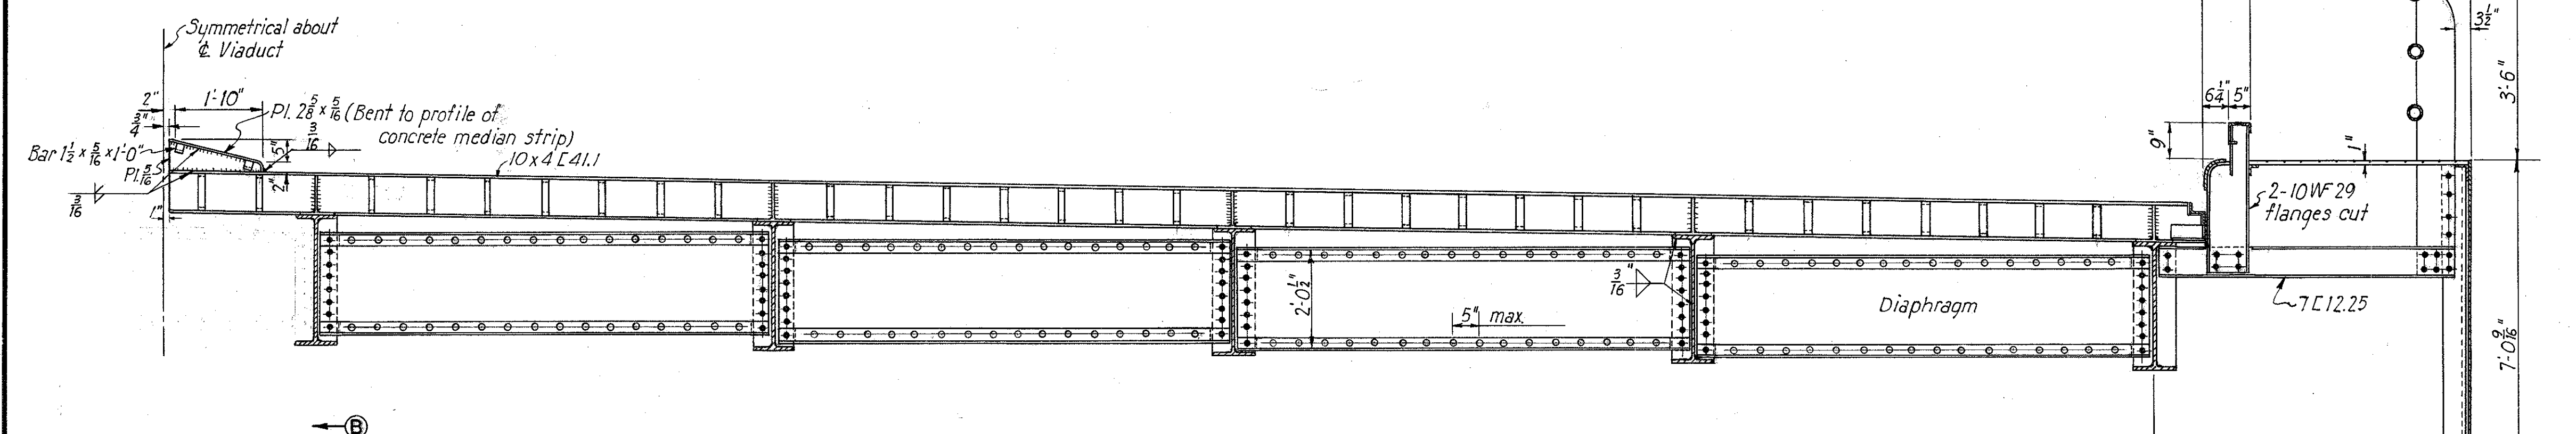 Symmetrical about
℄ Viaduct
2"
1'-10"
3/4"
Pl. 28 5/8 x 5/16 (Bent to profile of
concrete median strip)
3/16
5"
Bar 1 1/2 x 5/16 x 1'-0"
Pl. 5/16
10 x 4 [ 41.1
2"
3/16
1"
2'-0 1/2"
5" max.
3/16"
Diaphragm
3 1/2"
3'-6"
6 1/4" 5"
9"
1"
2-10 WF 29
flanges cut
7 [ 12.25
7'-0 9/16"
B